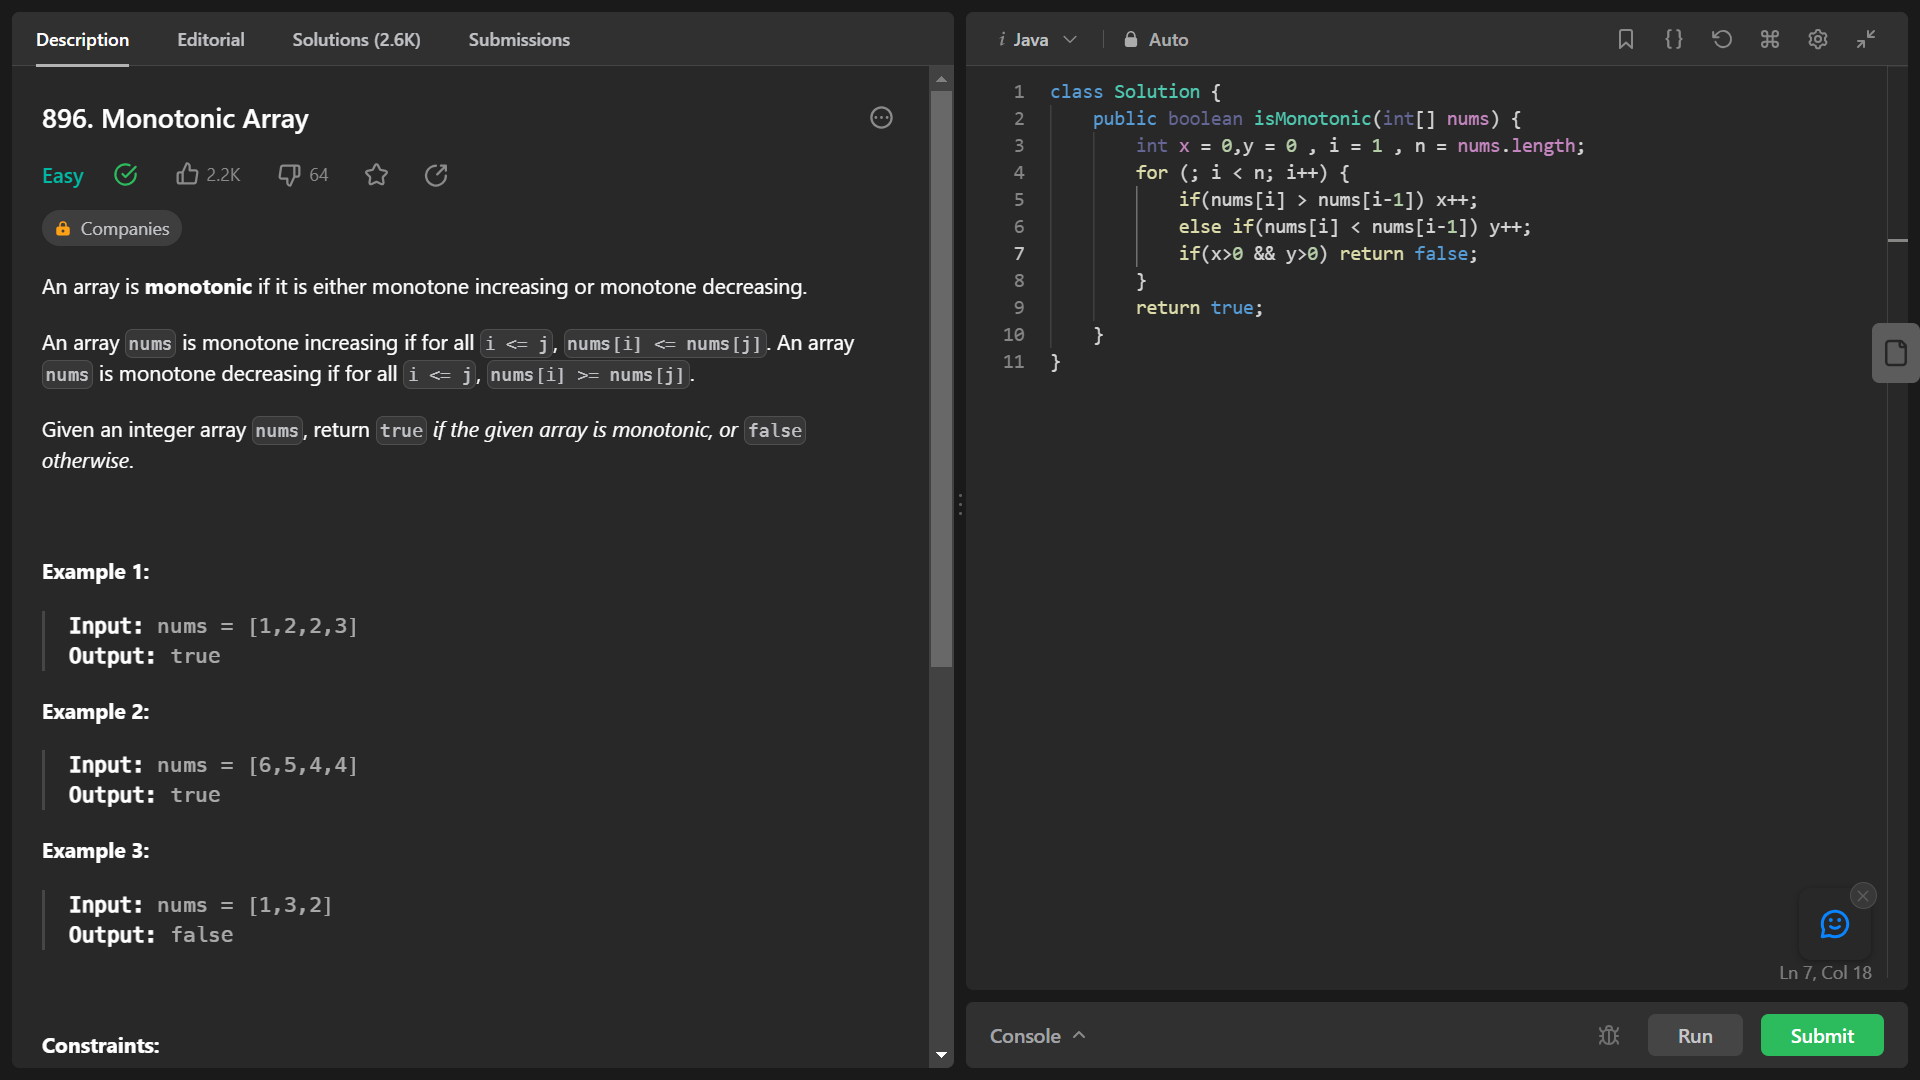 Description Editorial Solutions (2.6K) Submissions
896. Monotonic Array
Easy 2.2K 64
Companies
An array is monotonic if it is either monotone increasing or monotone decreasing.
An array nums is monotone increasing if for all i <= j, nums[i] <= nums[j]. An array
nums is monotone decreasing if for all i <= j, nums[i] >= nums[j].
Given an integer array nums, return true if the given array is monotonic, or false
otherwise.
Example 1:
Input: nums = [1,2,2,3]
Output: true
Example 2:
Input: nums = [6,5,4,4]
Output: true
Example 3:
Input: nums = [1,3,2]
Output: false
Constraints:
i Java Auto
1 class Solution {
2 public boolean isMonotonic(int[] nums) {
3 int x = 0,y = 0 , i = 1 , n = nums.length;
4 for (; i < n; i++) {
5 if(nums[i] > nums[i-1]) x++;
6 else if(nums[i] < nums[i-1]) y++;
7 if(x>0 && y>0) return false;
8 }
9 return true;
10 }
11 }
Ln 7, Col 18
Console Run Submit